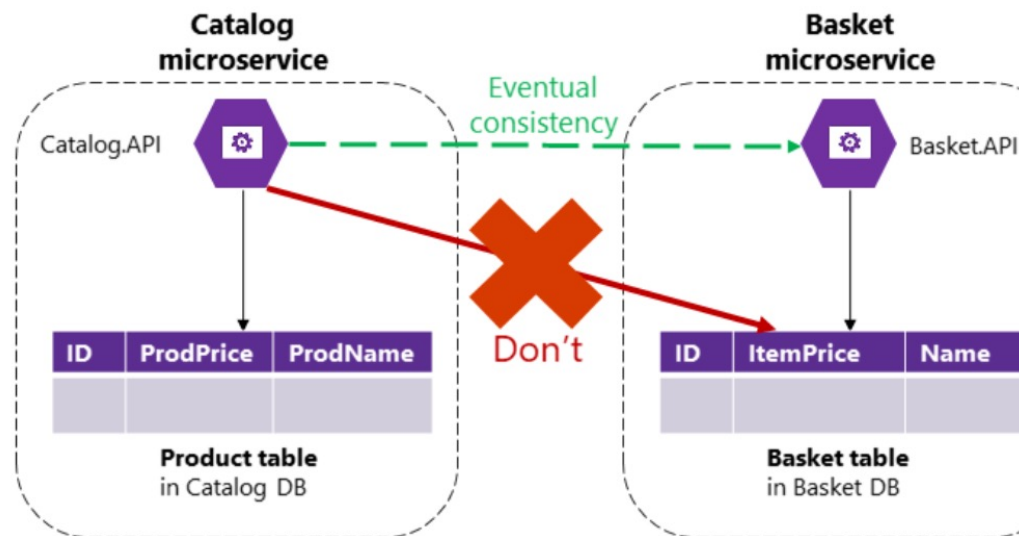 Catalog
microservice
Basket
microservice
Eventual
consistency
Catalog.API
Basket.API
Don't
ID ProdPrice ProdName
ID ItemPrice Name
Product table
in Catalog DB
Basket table
in Basket DB